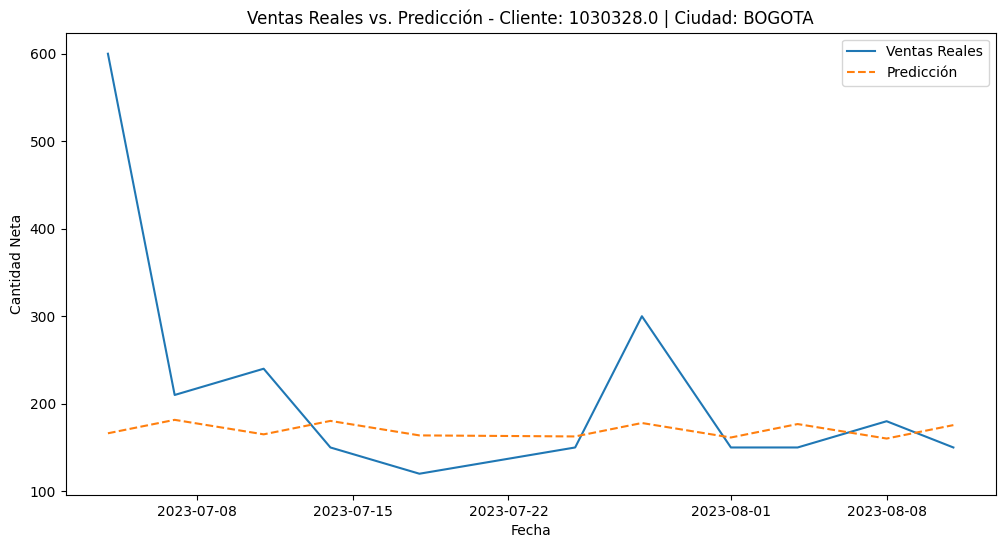 Ventas Reales vs. Predicción - Cliente: 1030328.0 | Ciudad: BOGOTA
Ventas Reales
Predicción
600
500
400
300
200
100
Cantidad Neta
2023-07-08
2023-07-15
2023-07-22
2023-08-01
2023-08-08
Fecha